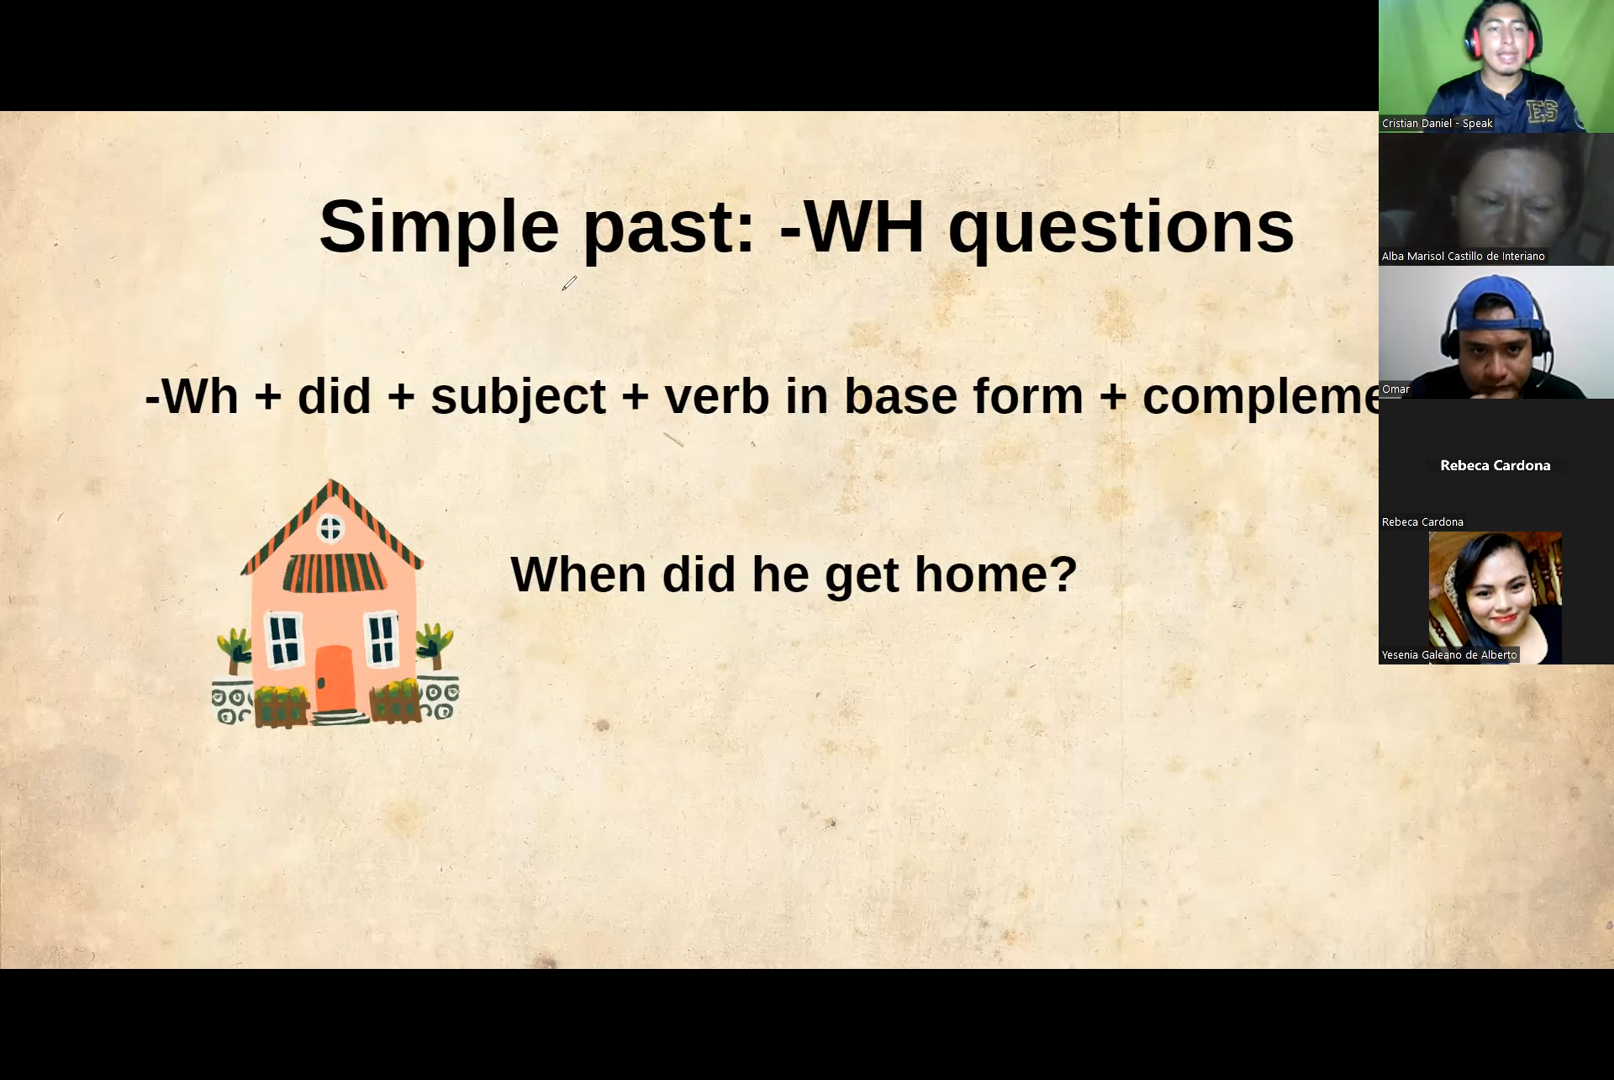 Simple past: -WH questions
-Wh + did + subject + verb in base form + compleme
When did he get home?
ES
Cristian Daniel - Speak
Alba Marisol Castillo de Interiano
Omar
Rebeca Cardona
Rebeca Cardona
Yesenia Galeano de Alberto